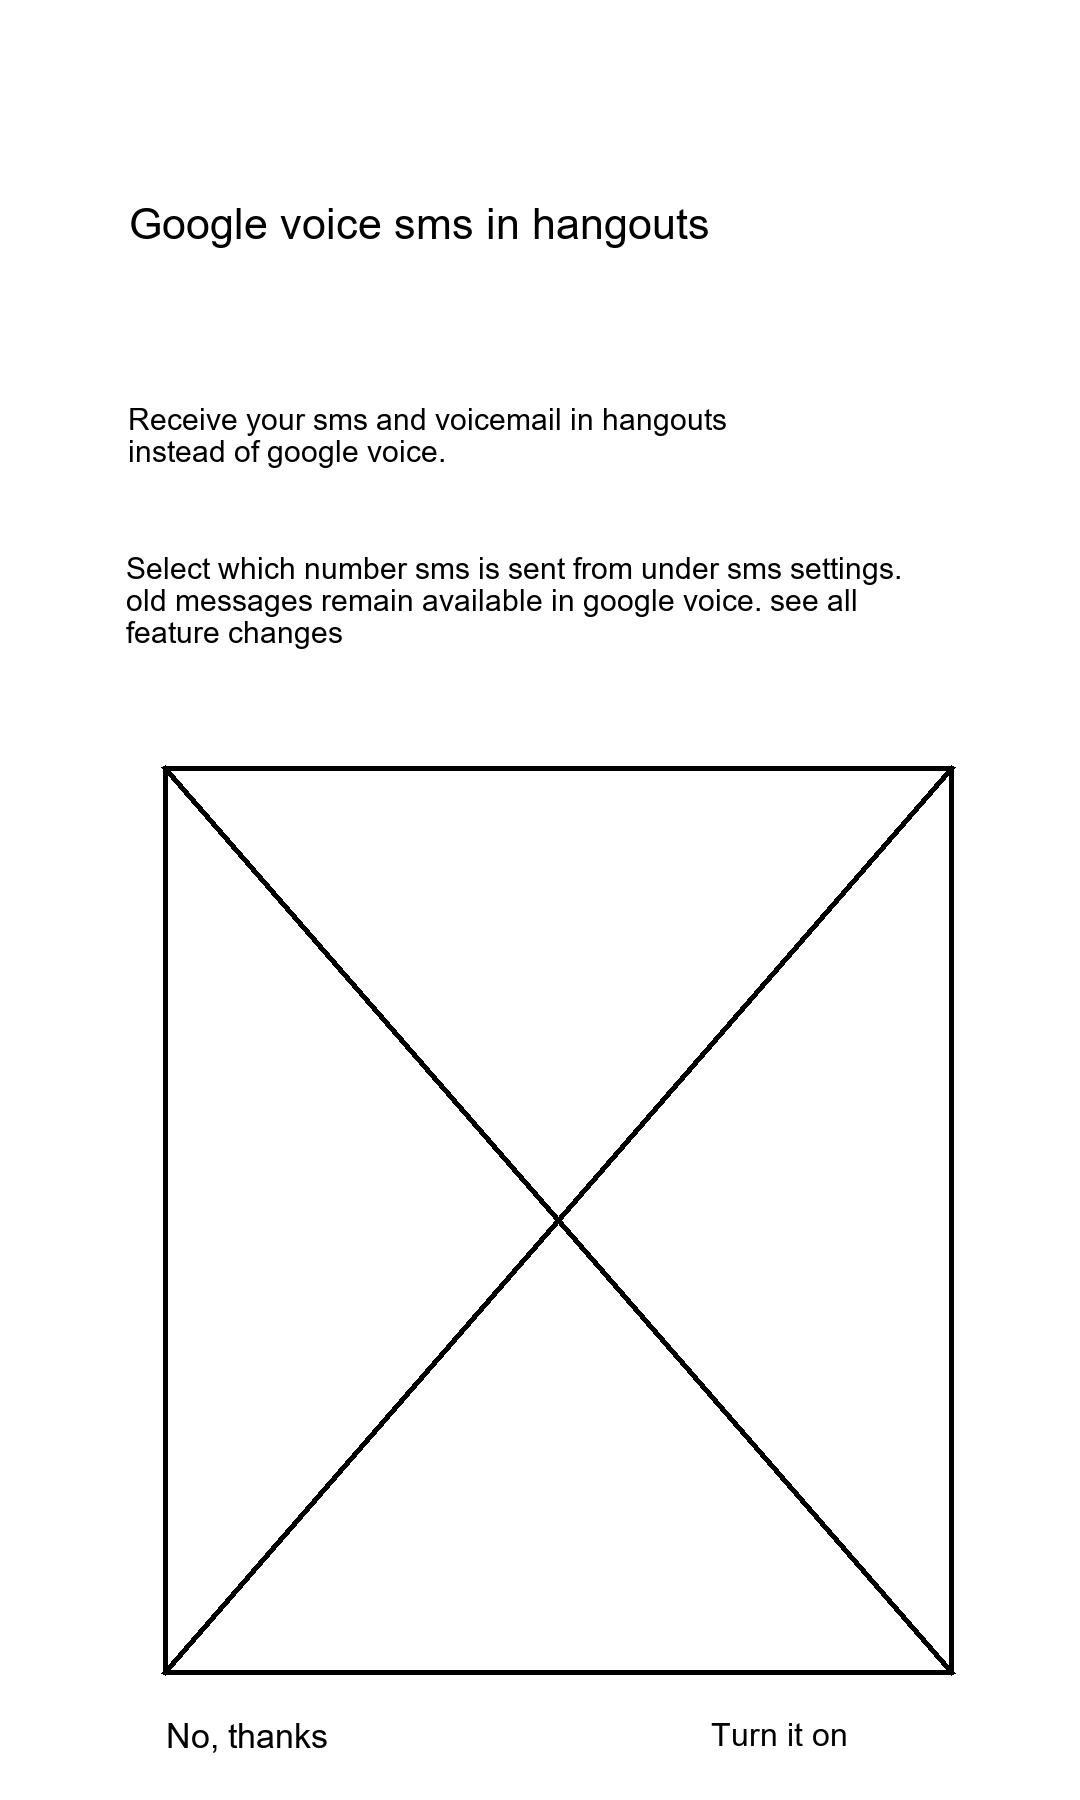 Google voice sms in hangouts
Receive your sms and voicemail in hangouts
instead of google voice.
Select which number sms is sent from under sms settings.
old messages remain available in google voice. see all
feature changes
No, thanks
Turn it on